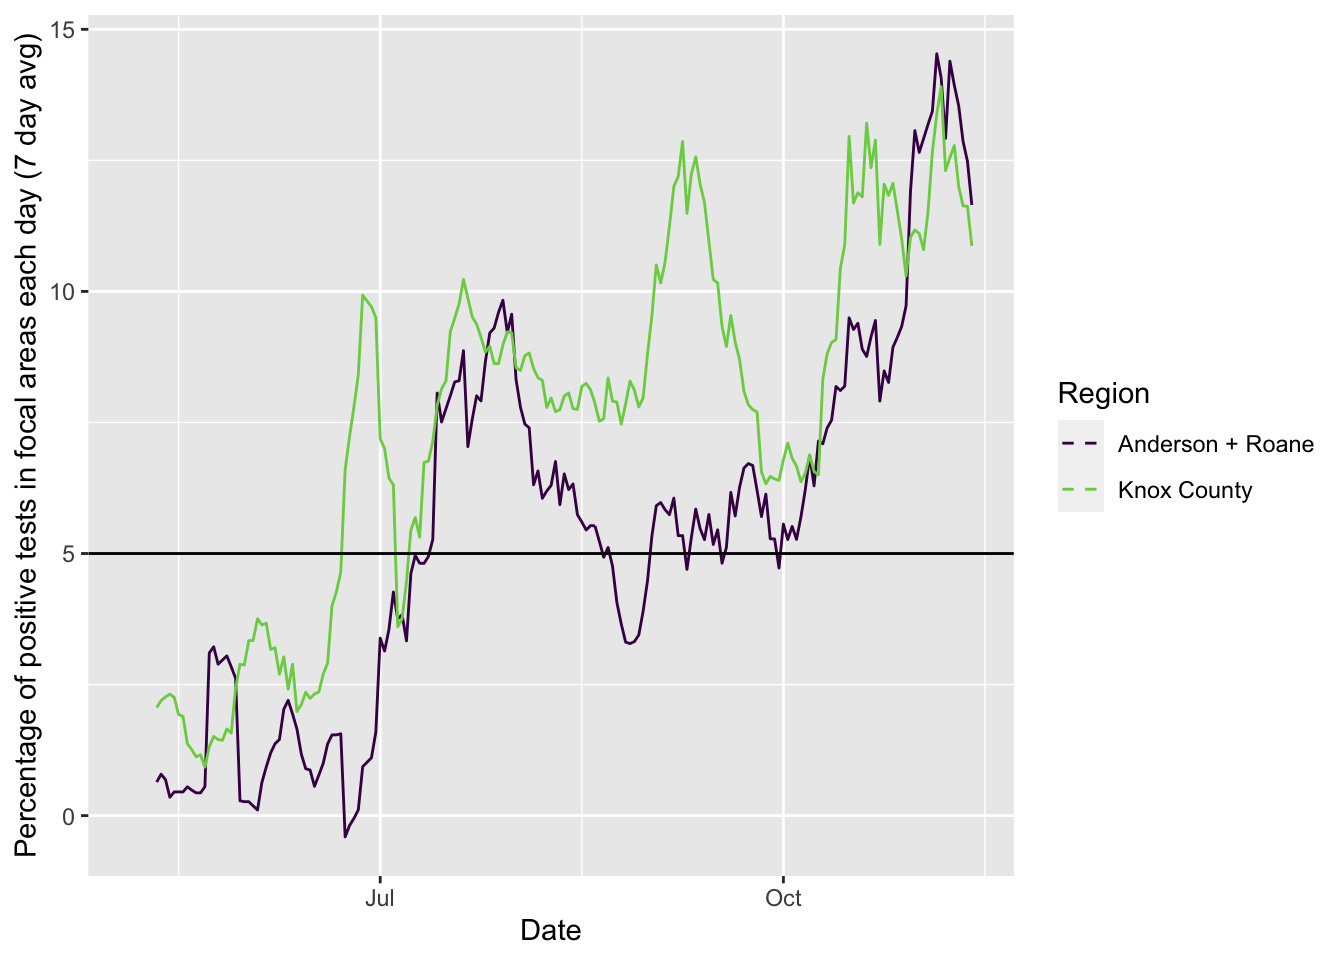 Percentage of positive tests in focal areas each day (7 day avg)
15
10
5
0
Jul
Oct
Date
Region
Anderson + Roane
Knox County